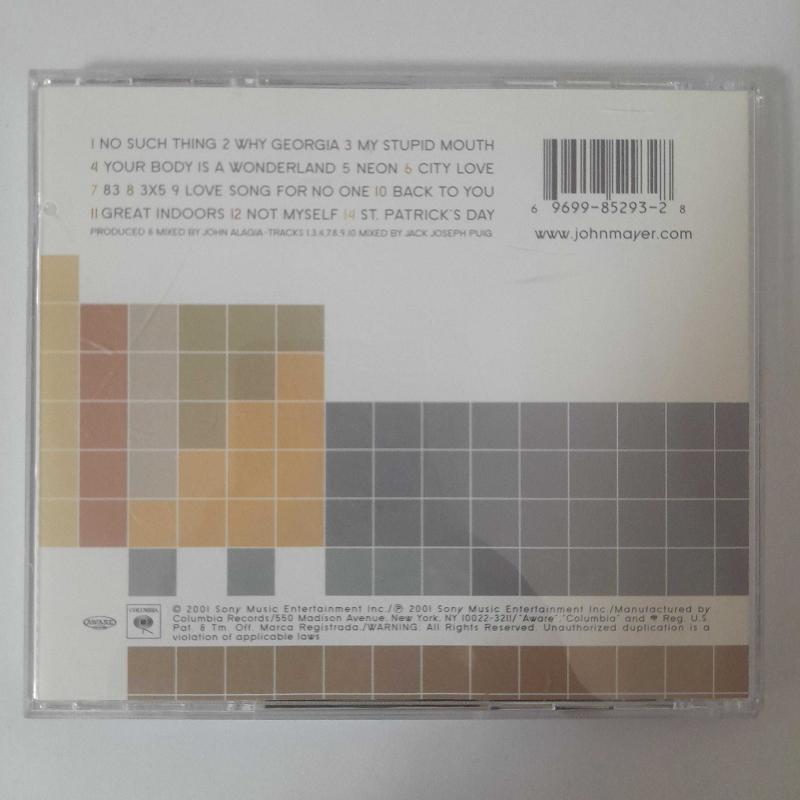 1 NO SUCH THING 2 WHY GEORGIA 3 MY STUPID MOUTH
4 YOUR BODY IS A WONDERLAND 5 NEON 6 CITY LOVE
7 83 8 3X5 9 LOVE SONG FOR NO ONE 10 BACK TO YOU
11 GREAT INDOORS 12 NOT MYSELF 14 ST. PATRICK'S DAY
PRODUCED & MIXED BY JOHN ALAGIA-TRACKS 1,3,4,7,8,9,10 MIXED BY JACK JOSEPH PUIG
6 9699-85293-2 8
www.johnmayer.com
AWARE
COLUMBIA
© 2001 Sony Music Entertainment Inc./℗ 2001 Sony Music Entertainment Inc./Manufactured by
Columbia Records/550 Madison Avenue, New York, NY 10022-3211/"Aware","Columbia" and Reg. U.S.
Pat. & Tm. Off. Marca Registrada./WARNING: All Rights Reserved. Unauthorized duplication is a
violation of applicable laws